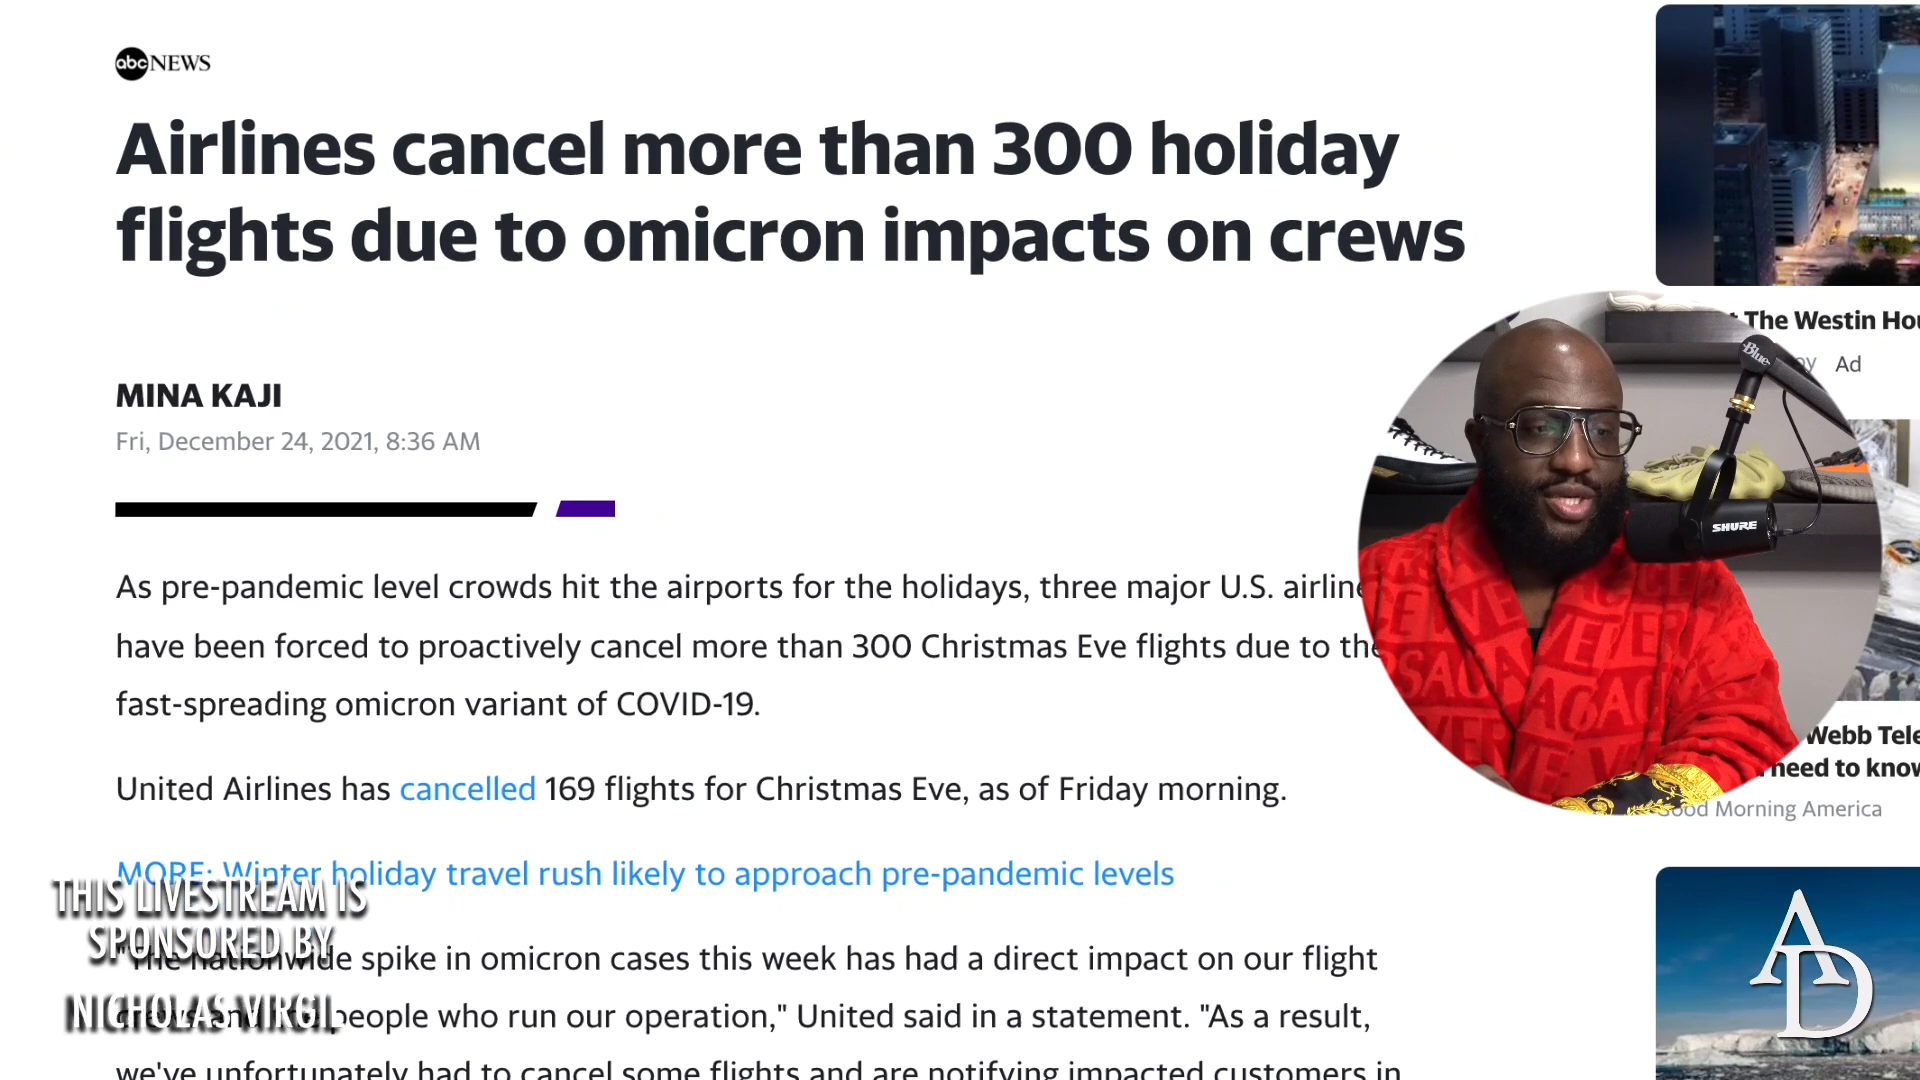 abc NEWS
Airlines cancel more than 300 holiday
flights due to omicron impacts on crews
MINA KAJI
Fri, December 24, 2021, 8:36 AM
As pre-pandemic level crowds hit the airports for the holidays, three major U.S. airline
have been forced to proactively cancel more than 300 Christmas Eve flights due to the
fast-spreading omicron variant of COVID-19.
United Airlines has cancelled 169 flights for Christmas Eve, as of Friday morning.
MORE: Winter holiday travel rush likely to approach pre-pandemic levels
"The nationwide spike in omicron cases this week has had a direct impact on our flight
people who run our operation," United said in a statement. "As a result,
we've unfortunately had to cancel some flights and are notifying impacted customers in
THIS LIVESTREAM IS
SPONSORED BY
NICHOLAS VIRGIL
The Westin Hou
Ad
Blue
SHURE
Webb Tele
need to know
Good Morning America
AD